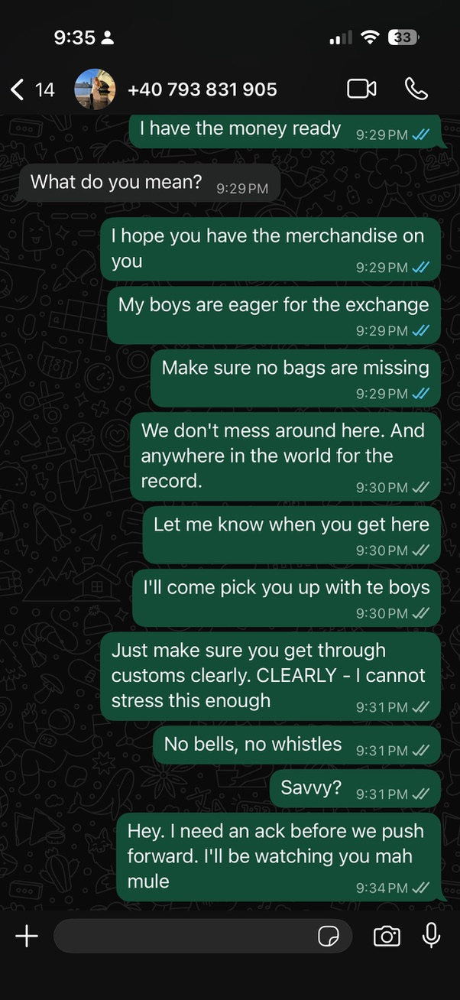 9:35
33
14
+40 793 831 905
I have the money ready
9:29 PM
What do you mean?
9:29 PM
I hope you have the merchandise on
you
9:29 PM
My boys are eager for the exchange
9:29 PM
Make sure no bags are missing
9:29 PM
We don't mess around here. And
anywhere in the world for the
record.
9:30 PM
Let me know when you get here
9:30 PM
I'll come pick you up with te boys
9:30 PM
Just make sure you get through
customs clearly. CLEARLY - I cannot
stress this enough
9:31 PM
No bells, no whistles
9:31 PM
Savvy?
9:31 PM
Hey. I need an ack before we push
forward. I'll be watching you mah
mule
9:34 PM